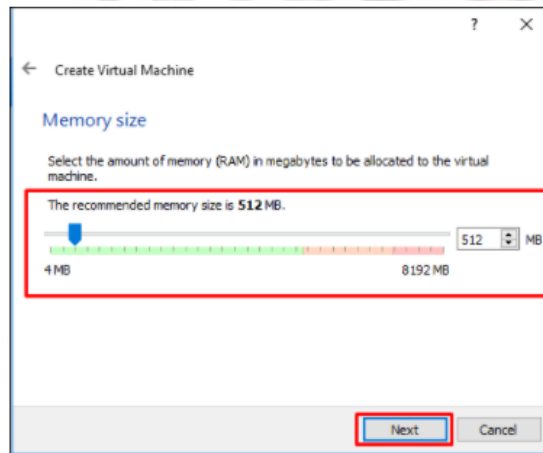 ?
Create Virtual Machine
Memory size
Select the amount of memory (RAM) in megabytes to be allocated to the virtual
machine.
The recommended memory size is 512 MB.
512 MB
4 MB 8192 MB
Next Cancel